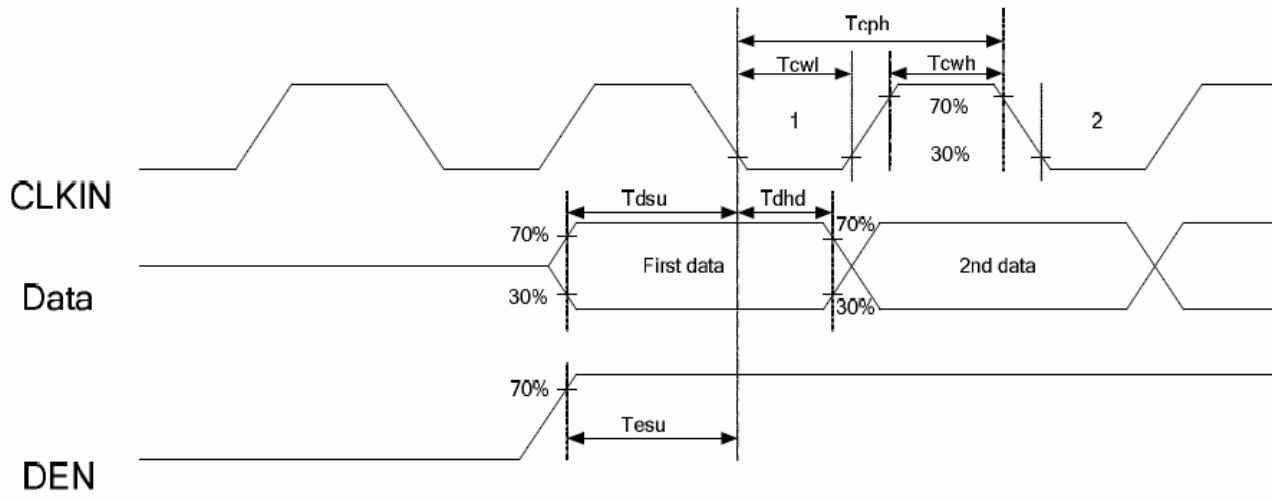 Tcph
Tcwl
Tcwh
1
70%
2
30%
CLKIN
Tdsu
Tdhd
70%
70%
First data
2nd data
Data
30%
30%
70%
Tesu
DEN